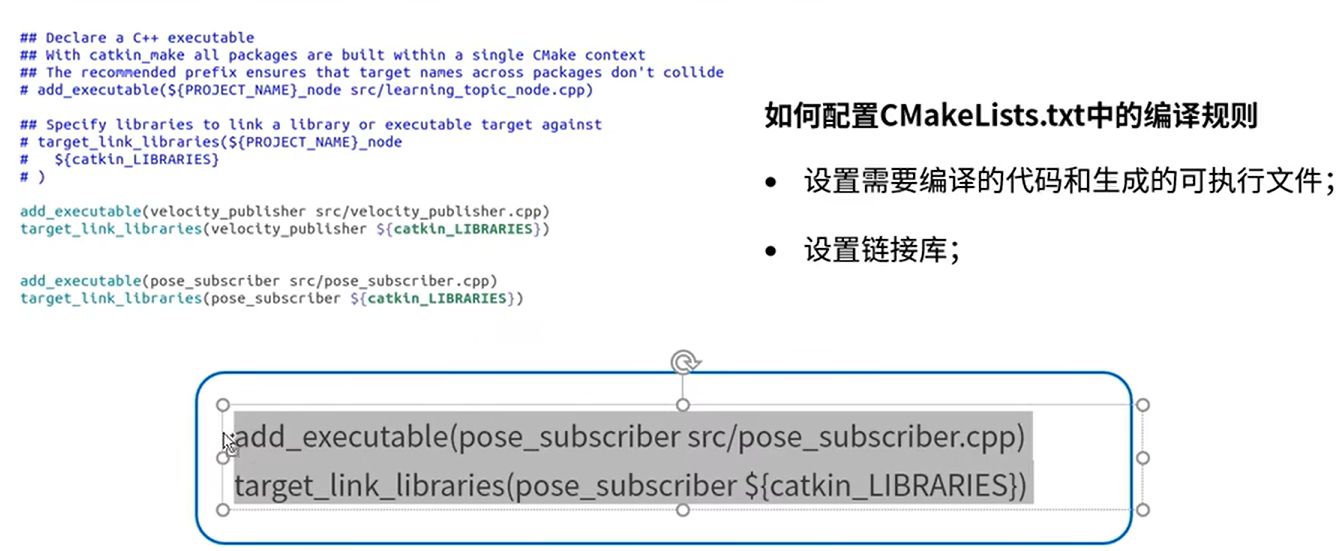 ## Declare a C++ executable
## With catkin_make all packages are built within a single CMake context
## The recommended prefix ensures that target names across packages don't collide
# add_executable(${PROJECT_NAME}_node src/learning_topic_node.cpp)
## Specify libraries to link a library or executable target against
# target_link_libraries(${PROJECT_NAME}_node
#   ${catkin_LIBRARIES}
# )
add_executable(velocity_publisher src/velocity_publisher.cpp)
target_link_libraries(velocity_publisher ${catkin_LIBRARIES})
add_executable(pose_subscriber src/pose_subscriber.cpp)
target_link_libraries(pose_subscriber ${catkin_LIBRARIES})
如何配置CMakeLists.txt中的编译规则
• 设置需要编译的代码和生成的可执行文件；
• 设置链接库；
add_executable(pose_subscriber src/pose_subscriber.cpp)
target_link_libraries(pose_subscriber ${catkin_LIBRARIES})